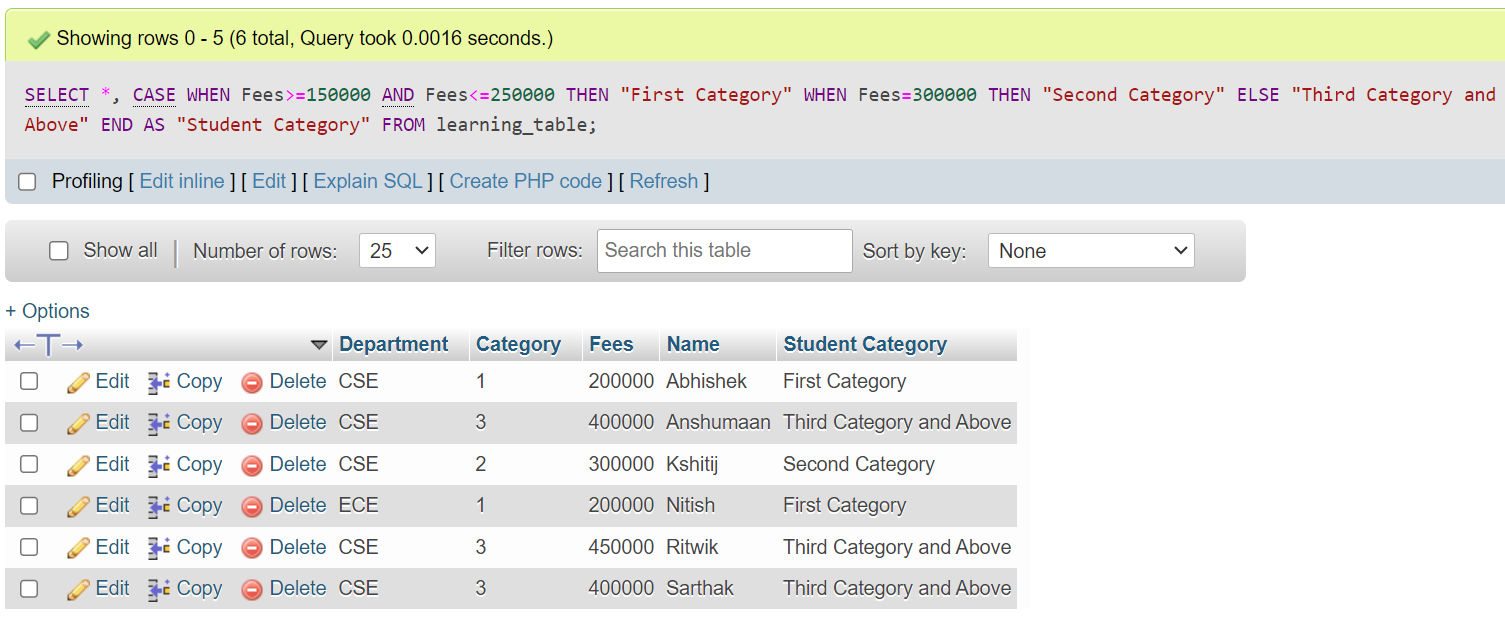 Showing rows 0 - 5 (6 total, Query took 0.0016 seconds.)
SELECT *, CASE WHEN Fees>=150000 AND Fees<=250000 THEN "First Category" WHEN Fees=300000 THEN "Second Category" ELSE "Third Category and
Above" END AS "Student Category" FROM learning_table;
Profiling [ Edit inline ] [ Edit ] [ Explain SQL ] [ Create PHP code ] [ Refresh ]
Show all | Number of rows: 25 Filter rows: Search this table Sort by key: None
+ Options
←T→ Department Category Fees Name Student Category
Edit Copy Delete CSE 1 200000 Abhishek First Category
Edit Copy Delete CSE 3 400000 Anshumaan Third Category and Above
Edit Copy Delete CSE 2 300000 Kshitij Second Category
Edit Copy Delete ECE 1 200000 Nitish First Category
Edit Copy Delete CSE 3 450000 Ritwik Third Category and Above
Edit Copy Delete CSE 3 400000 Sarthak Third Category and Above